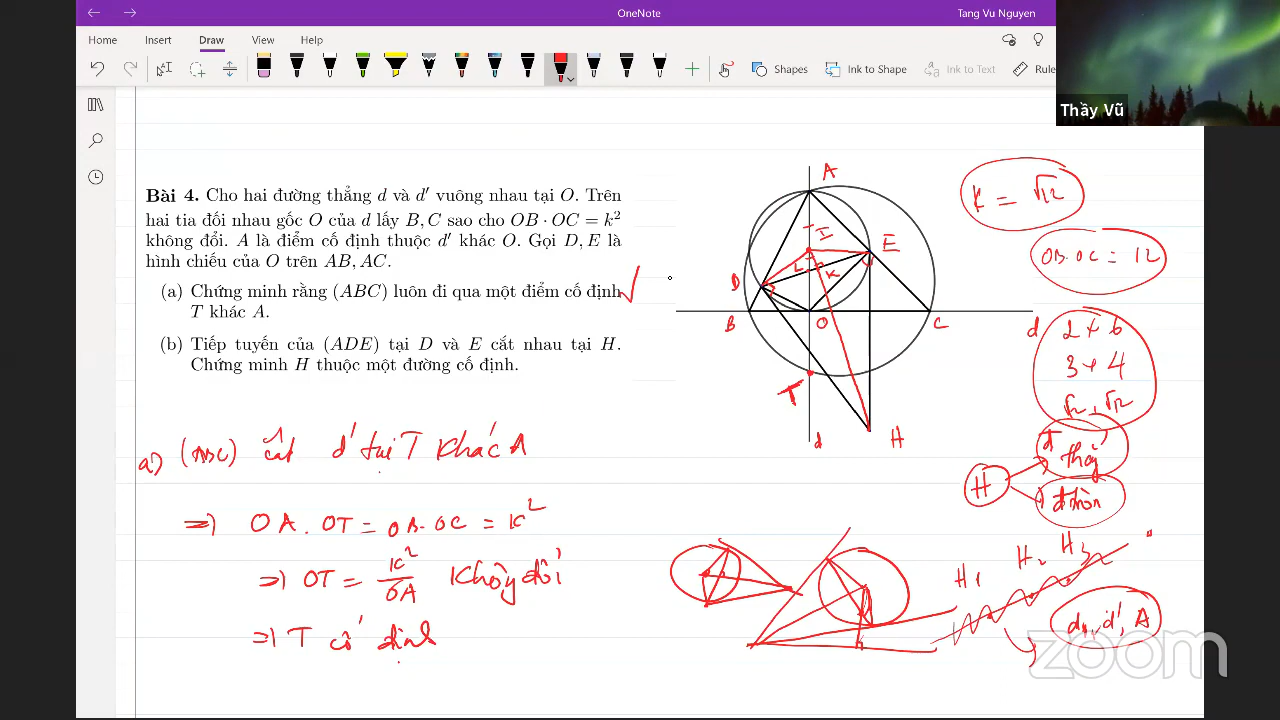 OneNote
Tang Vu Nguyen
Home Insert Draw View Help
Shapes Ink to Shape Ink to Text Rule
Thầy Vũ
Bài 4. Cho hai đường thẳng d và d′ vuông nhau tại O. Trên
hai tia đối nhau gốc O của d lấy B, C sao cho OB · OC = k²
không đổi. A là điểm cố định thuộc d′ khác O. Gọi D, E là
hình chiếu của O trên AB, AC.
(a) Chứng minh rằng (ABC) luôn đi qua một điểm cố định
T khác A.
(b) Tiếp tuyến của (ADE) tại D và E cắt nhau tại H.
Chứng minh H thuộc một đường cố định.
A
I
E
L
K
D
B
O
C
d
T
H
d
K = √12
OB·OC = 12
2 + 6
3 + 4
√12, √12
H
đ thẳng
đ tròn
a) (ABC) cắt d' tại T khác A
=> OA. OT = OB. OC = K²
=> OT = K²/OA không đổi
=> T cố định
H₁ H₂ H₃
d, d', A
zoom